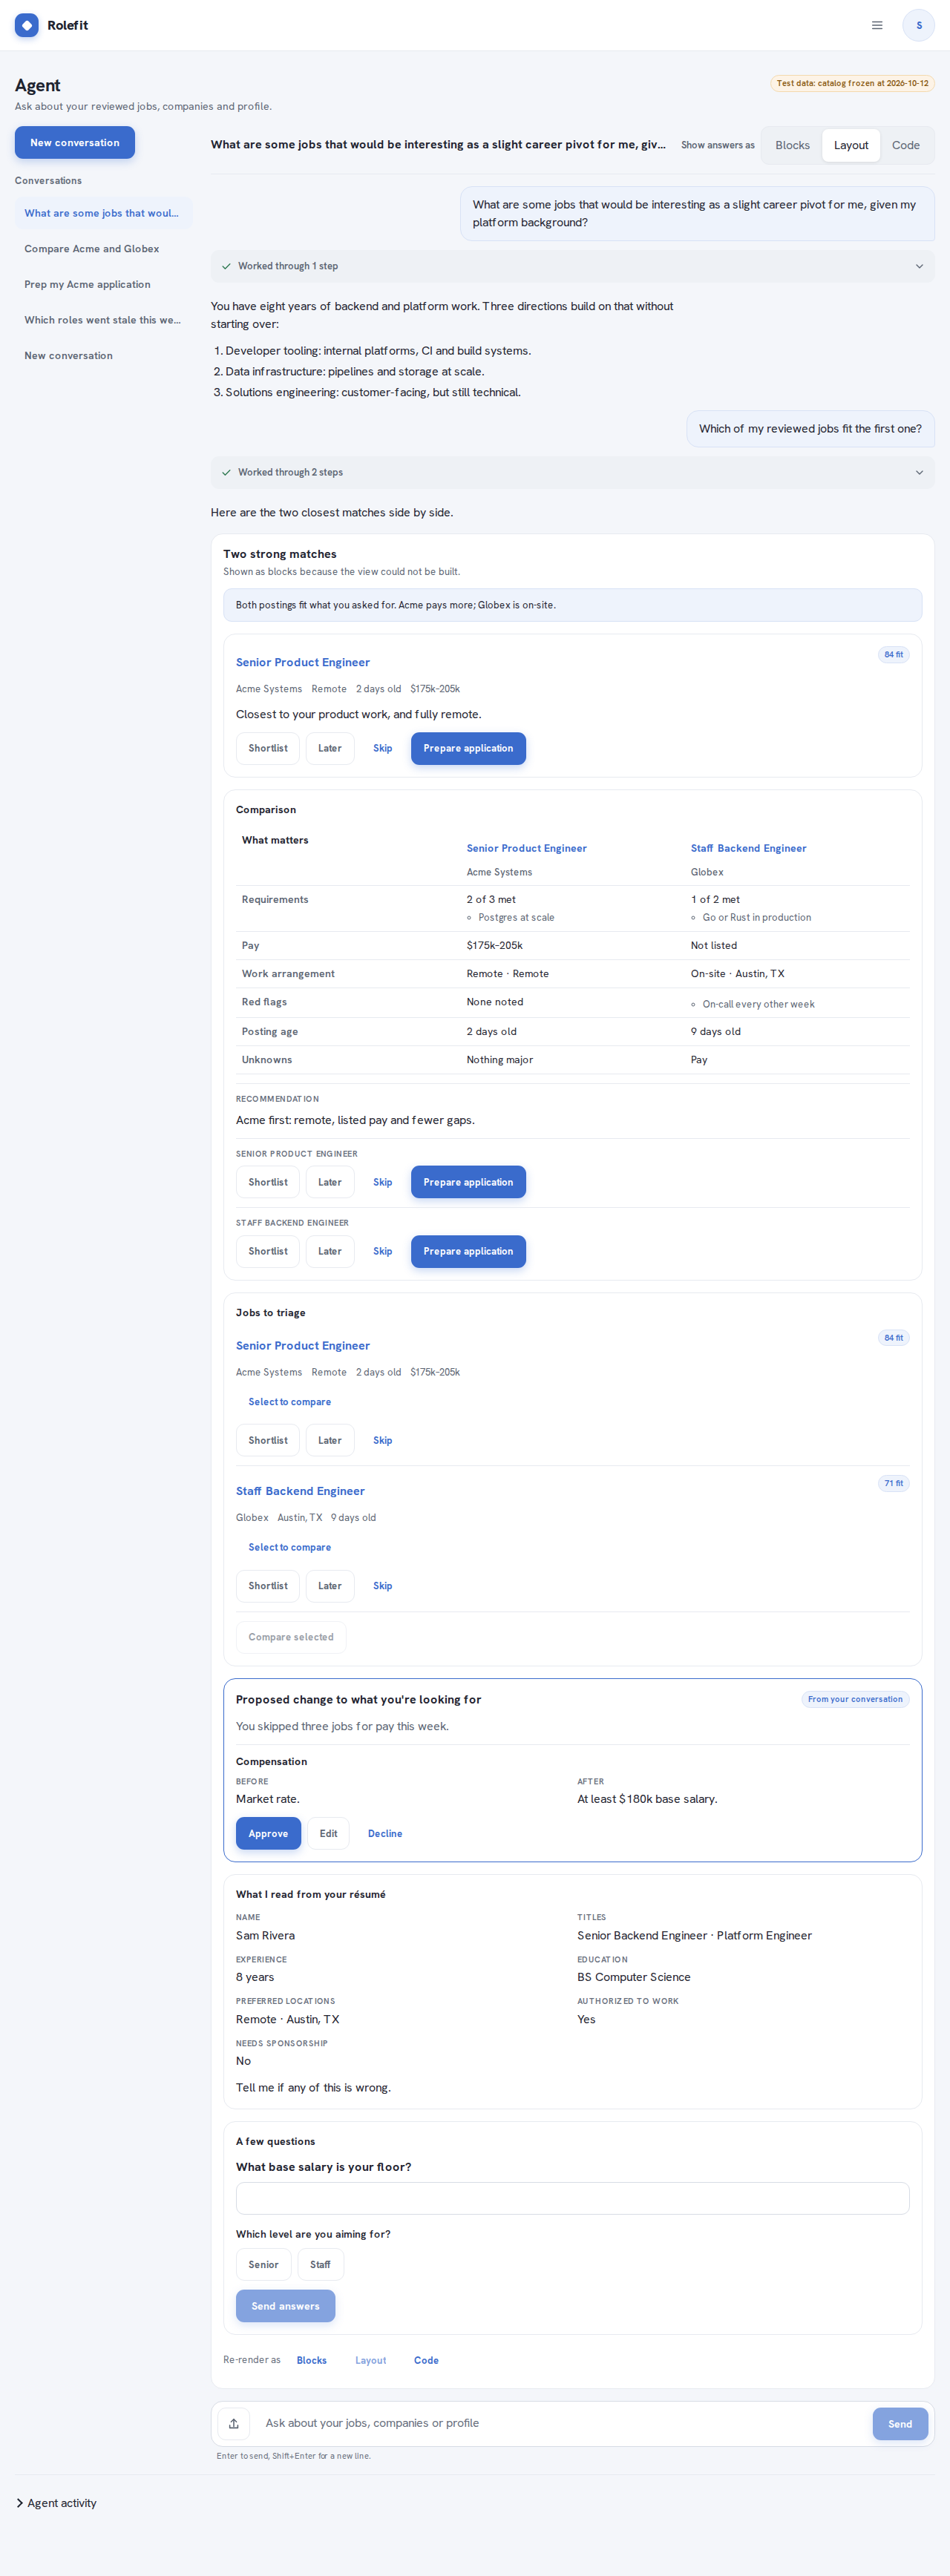 Rolefit
S
Agent
Test data: catalog frozen at 2026-10-12
Ask about your reviewed jobs, companies and profile.
New conversation
Conversations
What are some jobs that woul...
Compare Acme and Globex
Prep my Acme application
Which roles went stale this we...
New conversation
What are some jobs that would be interesting as a slight career pivot for me, giv...
Show answers as
Blocks
Layout
Code
What are some jobs that would be interesting as a slight career pivot for me, given my
platform background?
Worked through 1 step
You have eight years of backend and platform work. Three directions build on that without
starting over:
1. Developer tooling: internal platforms, CI and build systems.
2. Data infrastructure: pipelines and storage at scale.
3. Solutions engineering: customer-facing, but still technical.
Which of my reviewed jobs fit the first one?
Worked through 2 steps
Here are the two closest matches side by side.
Two strong matches
Shown as blocks because the view could not be built.
Both postings fit what you asked for. Acme pays more; Globex is on-site.
Senior Product Engineer
84 fit
Acme Systems Remote 2 days old $175k–205k
Closest to your product work, and fully remote.
Shortlist Later Skip Prepare application
Comparison
What matters
Senior Product Engineer
Acme Systems
Staff Backend Engineer
Globex
Requirements
2 of 3 met
Postgres at scale
1 of 2 met
Go or Rust in production
Pay $175k–205k Not listed
Work arrangement Remote · Remote On-site · Austin, TX
Red flags None noted On-call every other week
Posting age 2 days old 9 days old
Unknowns Nothing major Pay
RECOMMENDATION
Acme first: remote, listed pay and fewer gaps.
SENIOR PRODUCT ENGINEER
Shortlist Later Skip Prepare application
STAFF BACKEND ENGINEER
Shortlist Later Skip Prepare application
Jobs to triage
Senior Product Engineer
84 fit
Acme Systems Remote 2 days old $175k–205k
Select to compare
Shortlist Later Skip
Staff Backend Engineer
71 fit
Globex Austin, TX 9 days old
Select to compare
Shortlist Later Skip
Compare selected
Proposed change to what you're looking for
From your conversation
You skipped three jobs for pay this week.
Compensation
BEFORE
Market rate.
AFTER
At least $180k base salary.
Approve Edit Decline
What I read from your résumé
NAME
Sam Rivera
TITLES
Senior Backend Engineer · Platform Engineer
EXPERIENCE
8 years
EDUCATION
BS Computer Science
PREFERRED LOCATIONS
Remote · Austin, TX
AUTHORIZED TO WORK
Yes
NEEDS SPONSORSHIP
No
Tell me if any of this is wrong.
A few questions
What base salary is your floor?
Which level are you aiming for?
Senior Staff
Send answers
Re-render as Blocks Layout Code
Ask about your jobs, companies or profile
Send
Enter to send, Shift+Enter for a new line.
Agent activity